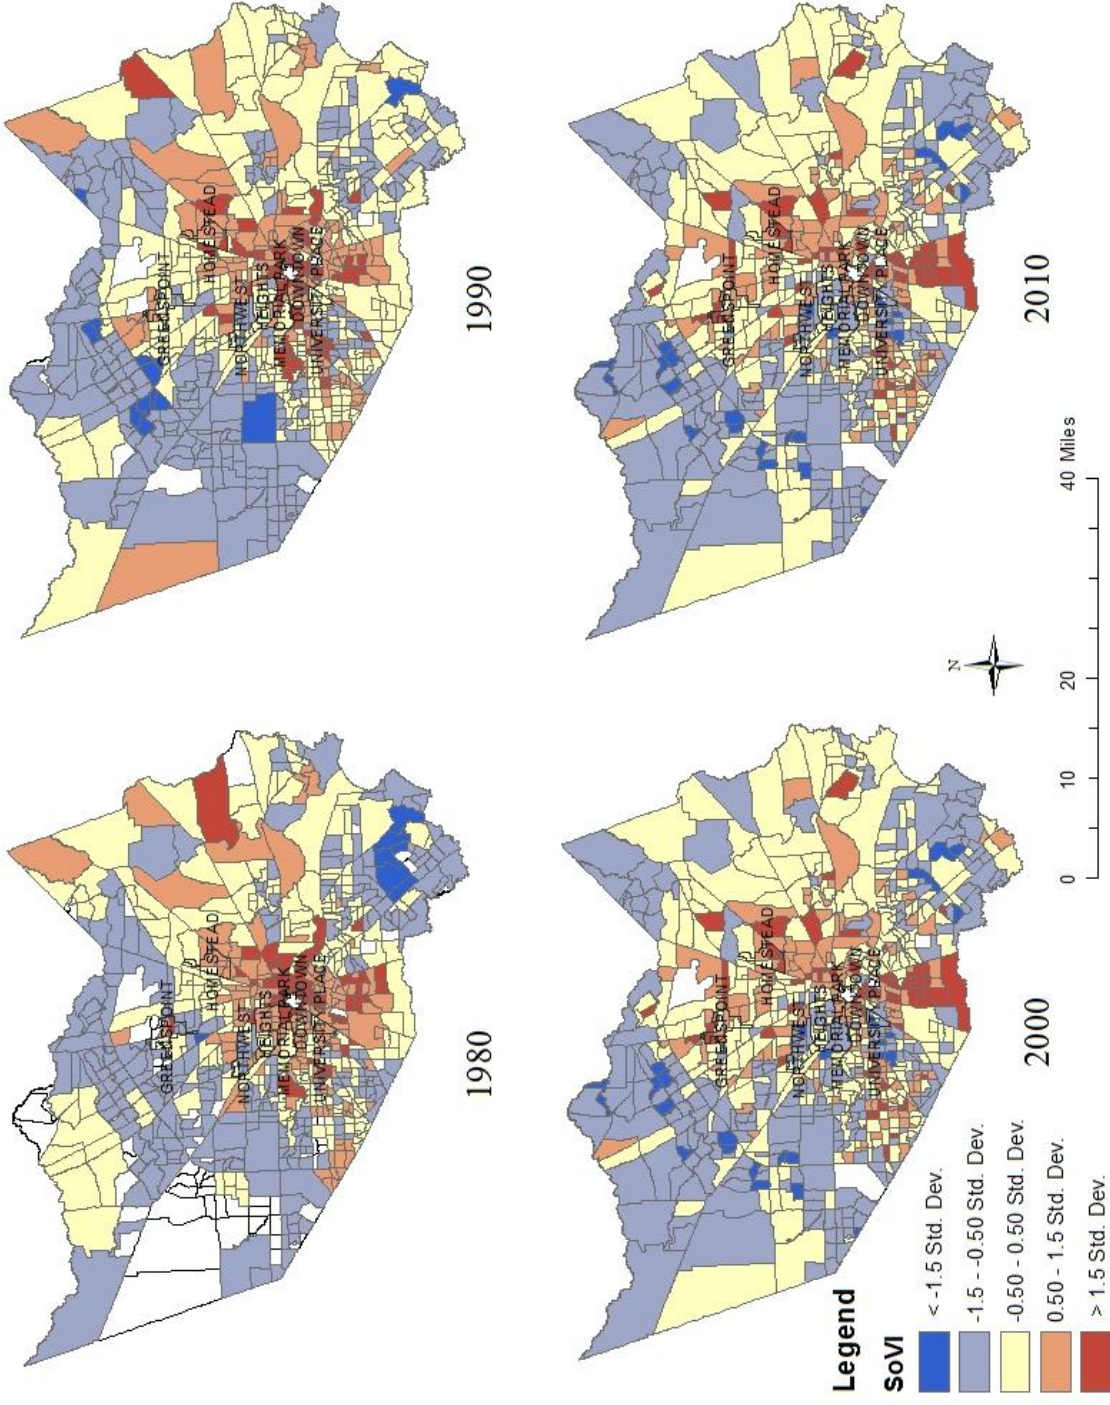 1980
GREENSPOINT
HOMESTEAD
NORTHWEST
HEIGHTS
MEMORIAL PARK
DOWNTOWN
UNIVERSITY PLACE
1990
GREENSPOINT
HOMESTEAD
NORTHWEST
HEIGHTS
MEMORIAL PARK
DOWNTOWN
UNIVERSITY PLACE
2000
GREENSPOINT
HOMESTEAD
NORTHWEST
HEIGHTS
MEMORIAL PARK
DOWNTOWN
UNIVERSITY PLACE
2010
GREENSPOINT
HOMESTEAD
NORTHWEST
HEIGHTS
MEMORIAL PARK
DOWNTOWN
UNIVERSITY PLACE
Legend
SoVI
< -1.5 Std. Dev.
-1.5 - -0.50 Std. Dev.
-0.50 - 0.50 Std. Dev.
0.50 - 1.5 Std. Dev.
> 1.5 Std. Dev.
N
0 10 20 40 Miles